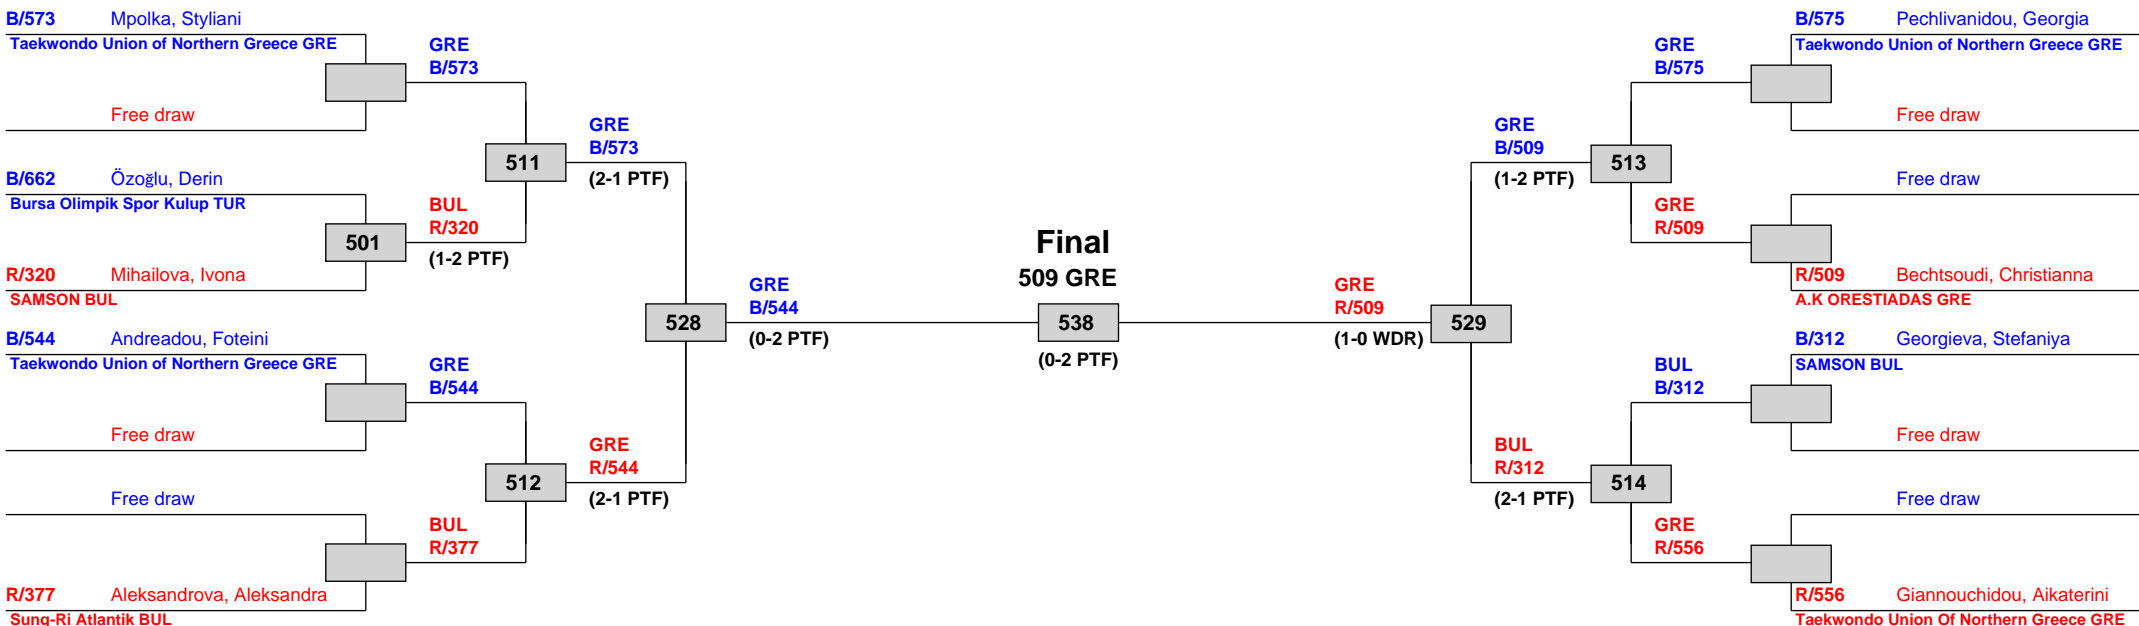 B/573 Mpolka, Styliani
Taekwondo Union of Northern Greece GRE
Free draw
B/662 Özoğlu, Derin
Bursa Olimpik Spor Kulup TUR
R/320 Mihailova, Ivona
SAMSON BUL
B/544 Andreadou, Foteini
Taekwondo Union of Northern Greece GRE
Free draw
Free draw
R/377 Aleksandrova, Aleksandra
Sung-Ri Atlantik BUL
GRE
B/573
501
BUL
R/320
(1-2 PTF)
GRE
B/544
BUL
R/377
511
GRE
B/573
(2-1 PTF)
512
GRE
R/544
(2-1 PTF)
528
GRE
B/544
(0-2 PTF)
Final
509 GRE
538
(0-2 PTF)
GRE
R/509
(1-0 WDR)
529
GRE
B/509
(1-2 PTF)
513
BUL
R/312
(2-1 PTF)
514
GRE
B/575
GRE
R/509
BUL
B/312
GRE
R/556
B/575 Pechlivanidou, Georgia
Taekwondo Union of Northern Greece GRE
Free draw
Free draw
R/509 Bechtsoudi, Christianna
A.K ORESTIADAS GRE
B/312 Georgieva, Stefaniya
SAMSON BUL
Free draw
Free draw
R/556 Giannouchidou, Aikaterini
Taekwondo Union Of Northern Greece GRE